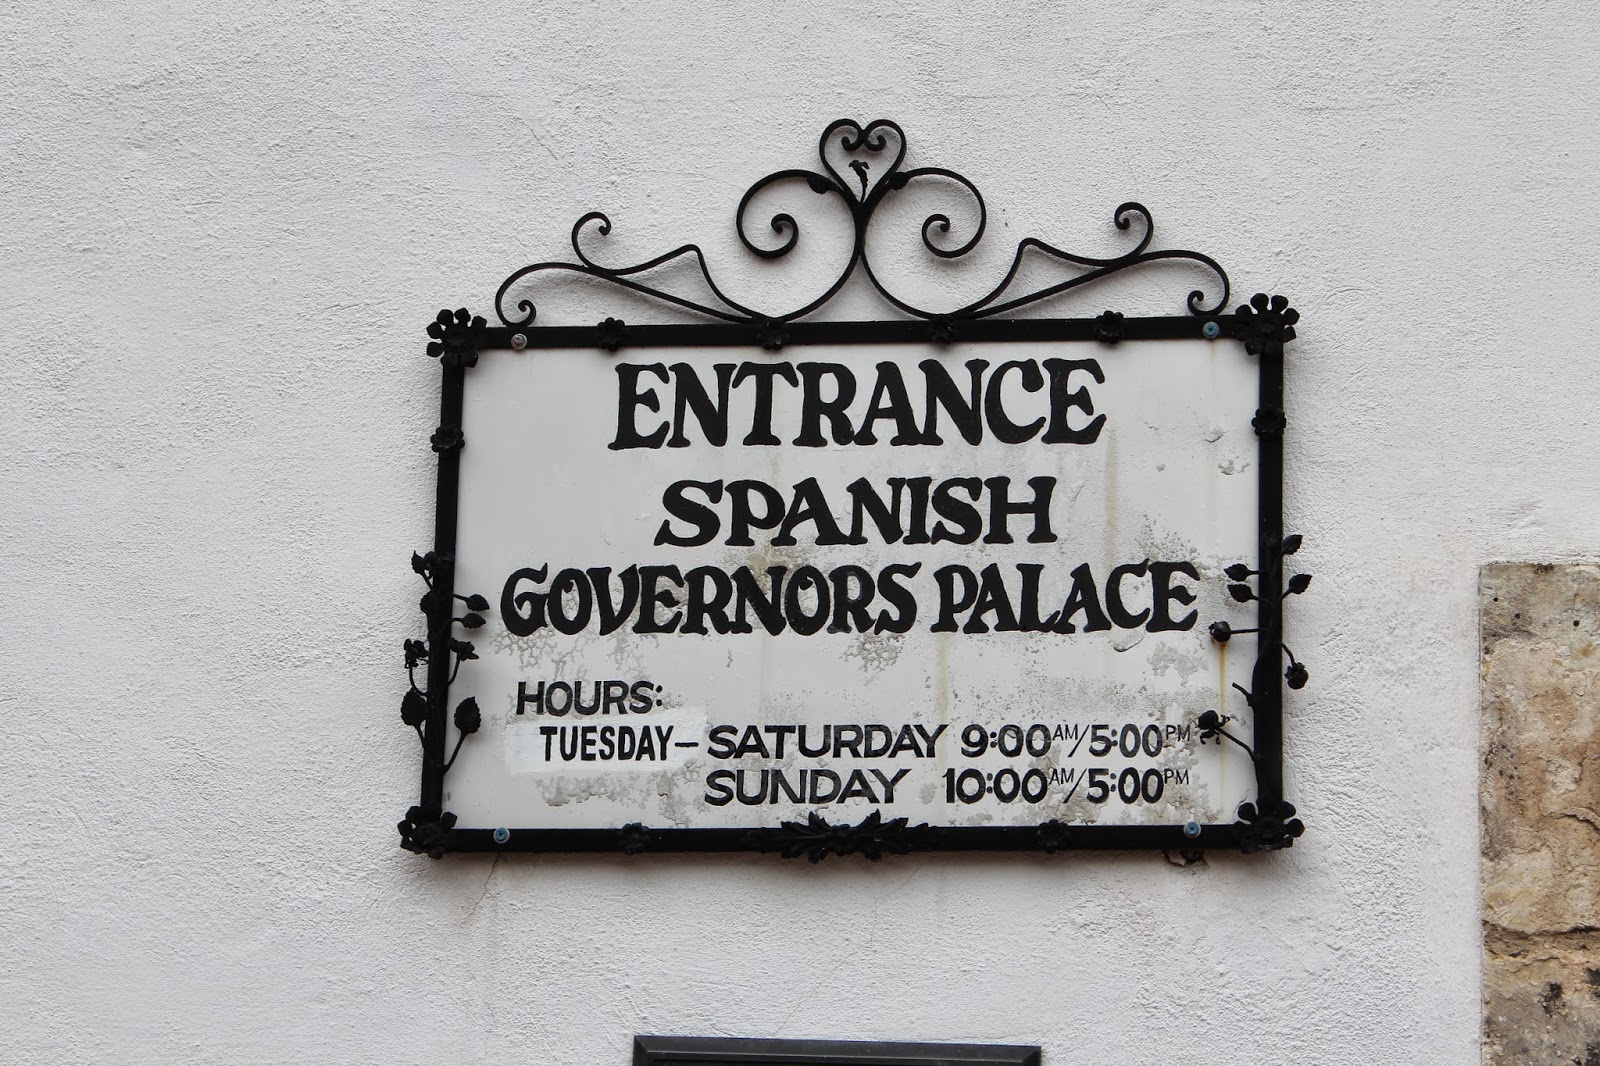 ENTRANCE
SPANISH
GOVERNORS PALACE
HOURS:
TUESDAY–SATURDAY 9:00AM/5:00PM
SUNDAY 10:00AM/5:00PM